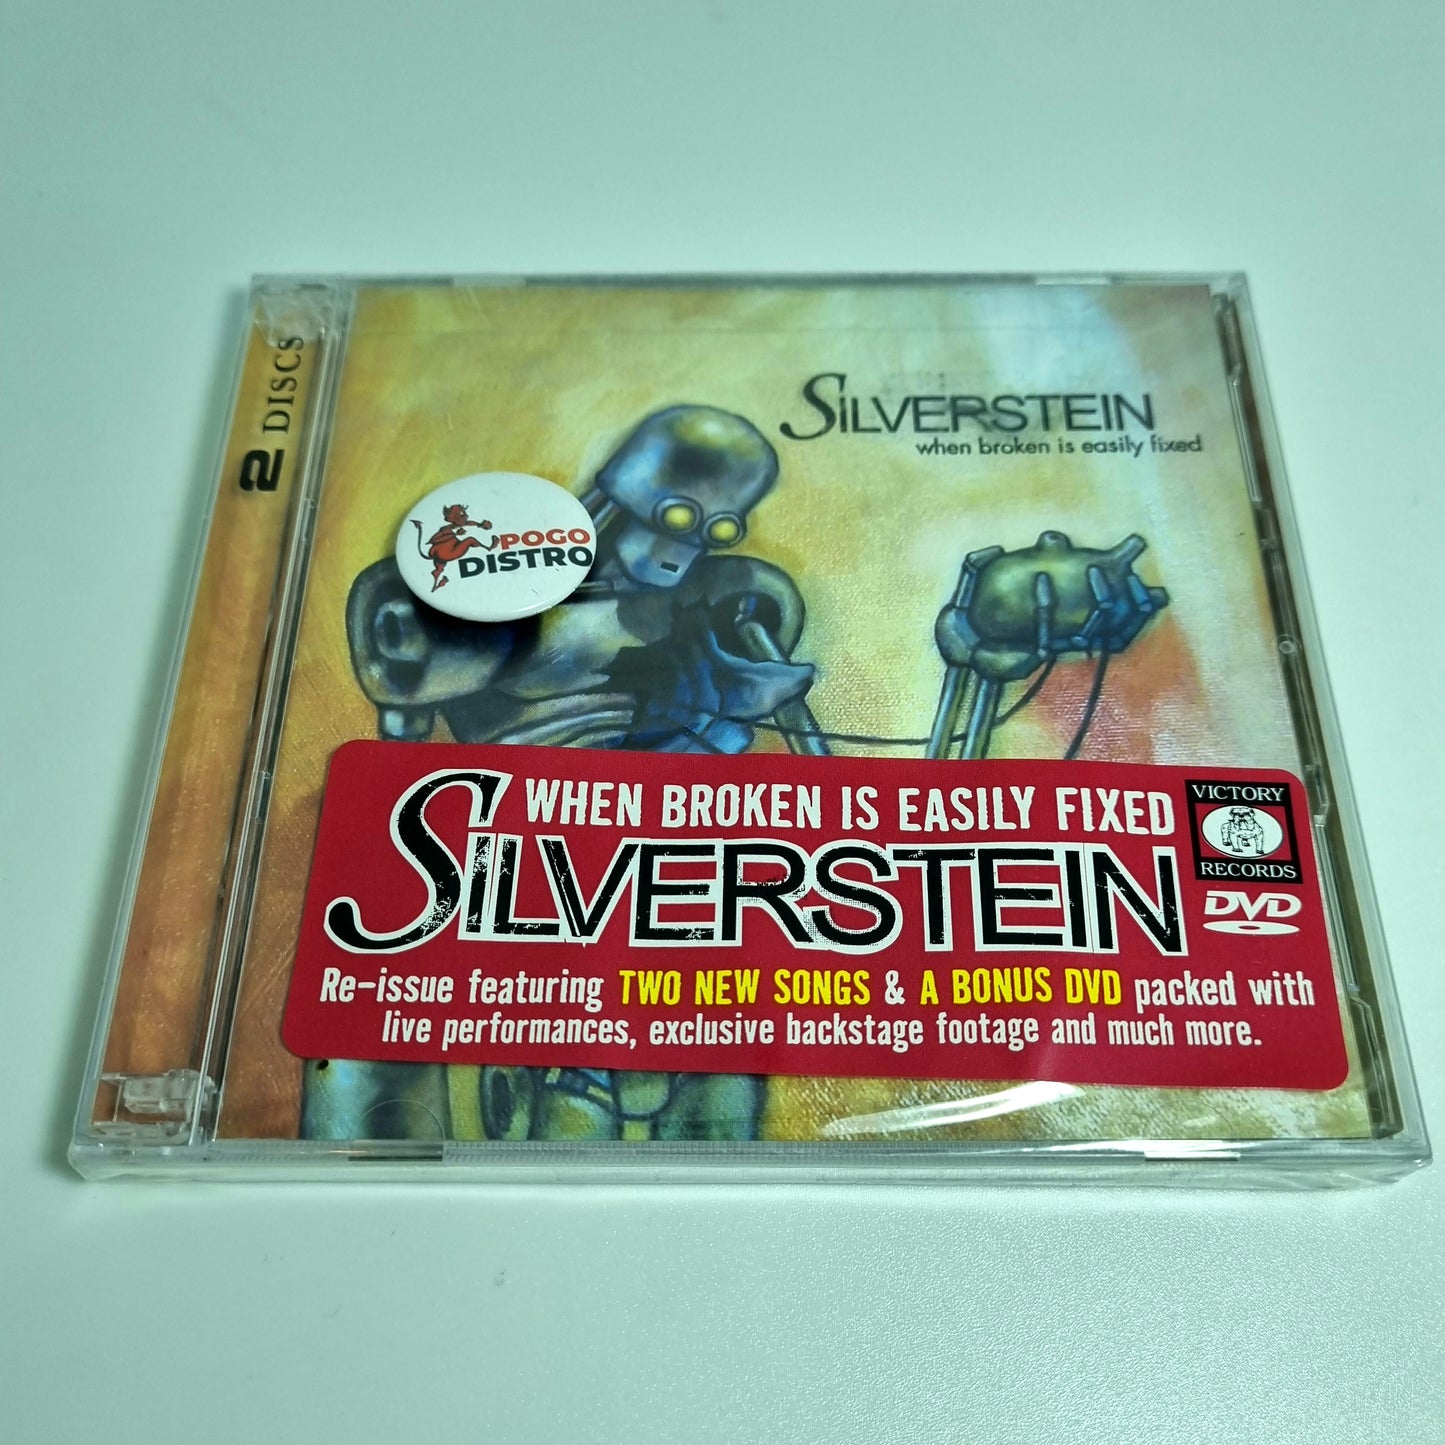 2 DISCS
SiLVERSTEIN
when broken is easily fixed
POGO
DISTRO
WHEN BROKEN IS EASILY FIXED
SiLVERSTEIN
Re-issue featuring TWO NEW SONGS & A BONUS DVD packed with
live performances, exclusive backstage footage and much more.
VICTORY
RECORDS
DVD